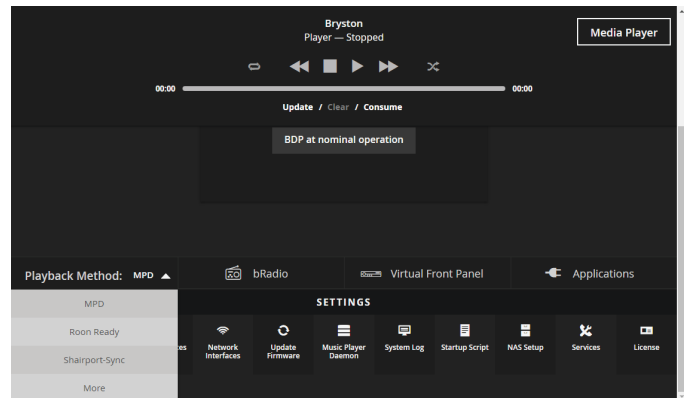 Bryston
Player — Stopped
Media Player
00:00
00:00
Update / Clear / Consume
BDP at nominal operation
Playback Method: MPD
bRadio
Virtual Front Panel
Applications
MPD
Roon Ready
Shairport-Sync
More
SETTINGS
Network
Interfaces
Update
Firmware
Music Player
Daemon
System Log
Startup Script
NAS Setup
Services
License